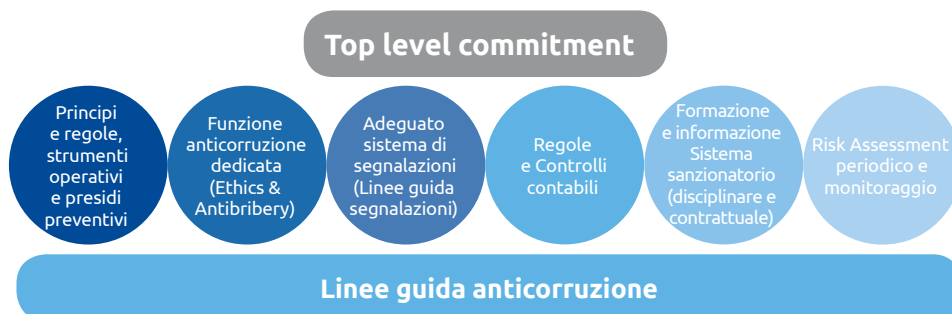 Top level commitment
Principi
e regole,
strumenti
operativi
e presidi
preventivi
Funzione
anticorruzione
dedicata
(Ethics &
Antibribery)
Adeguato
sistema di
segnalazioni
(Linee guida
segnalazioni)
Regole
e Controlli
contabili
Formazione
e informazione
Sistema
sanzionatorio
(disciplinare e
contrattuale)
Risk Assessment
periodico e
monitoraggio
Linee guida anticorruzione